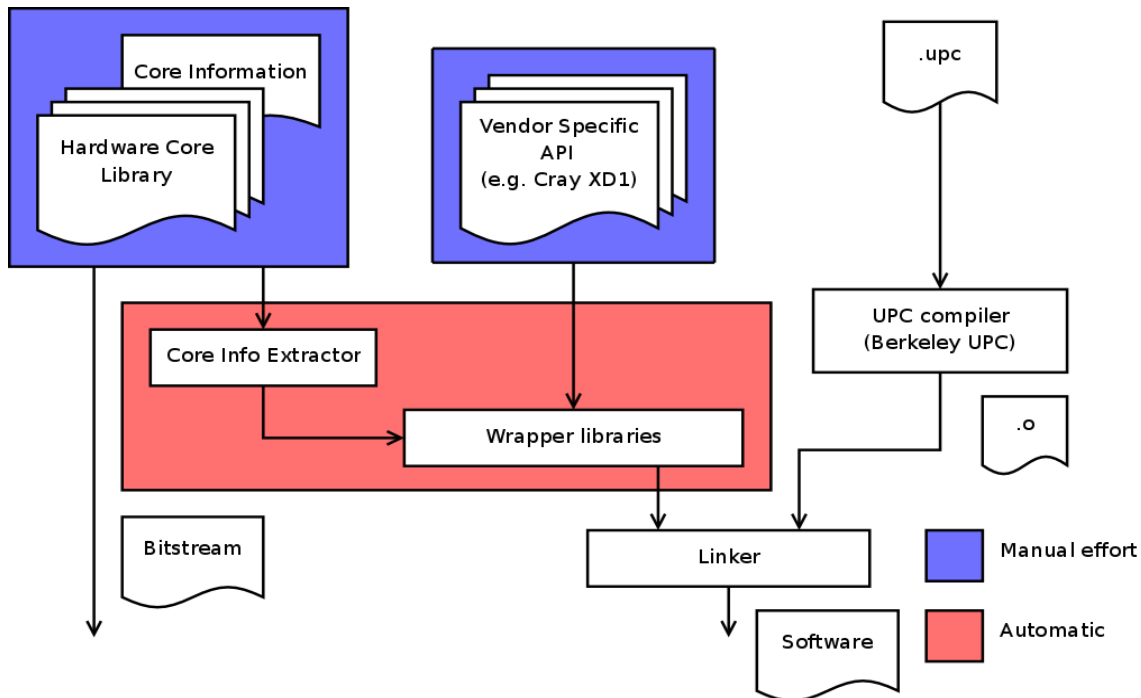 Core Information
Hardware Core
Library
Vendor Specific
API
(e.g. Cray XD1)
.upc
UPC compiler
(Berkeley UPC)
Core Info Extractor
Wrapper libraries
.o
Bitstream
Linker
Manual effort
Software
Automatic